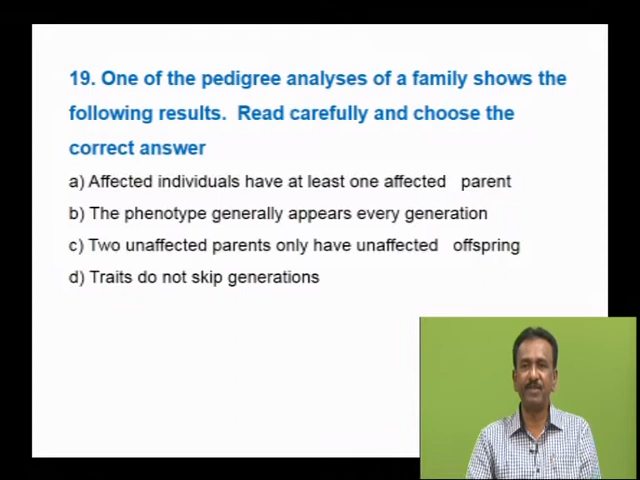 19. One of the pedigree analyses of a family shows the
following results. Read carefully and choose the
correct answer
a) Affected individuals have at least one affected parent
b) The phenotype generally appears every generation
c) Two unaffected parents only have unaffected offspring
d) Traits do not skip generations